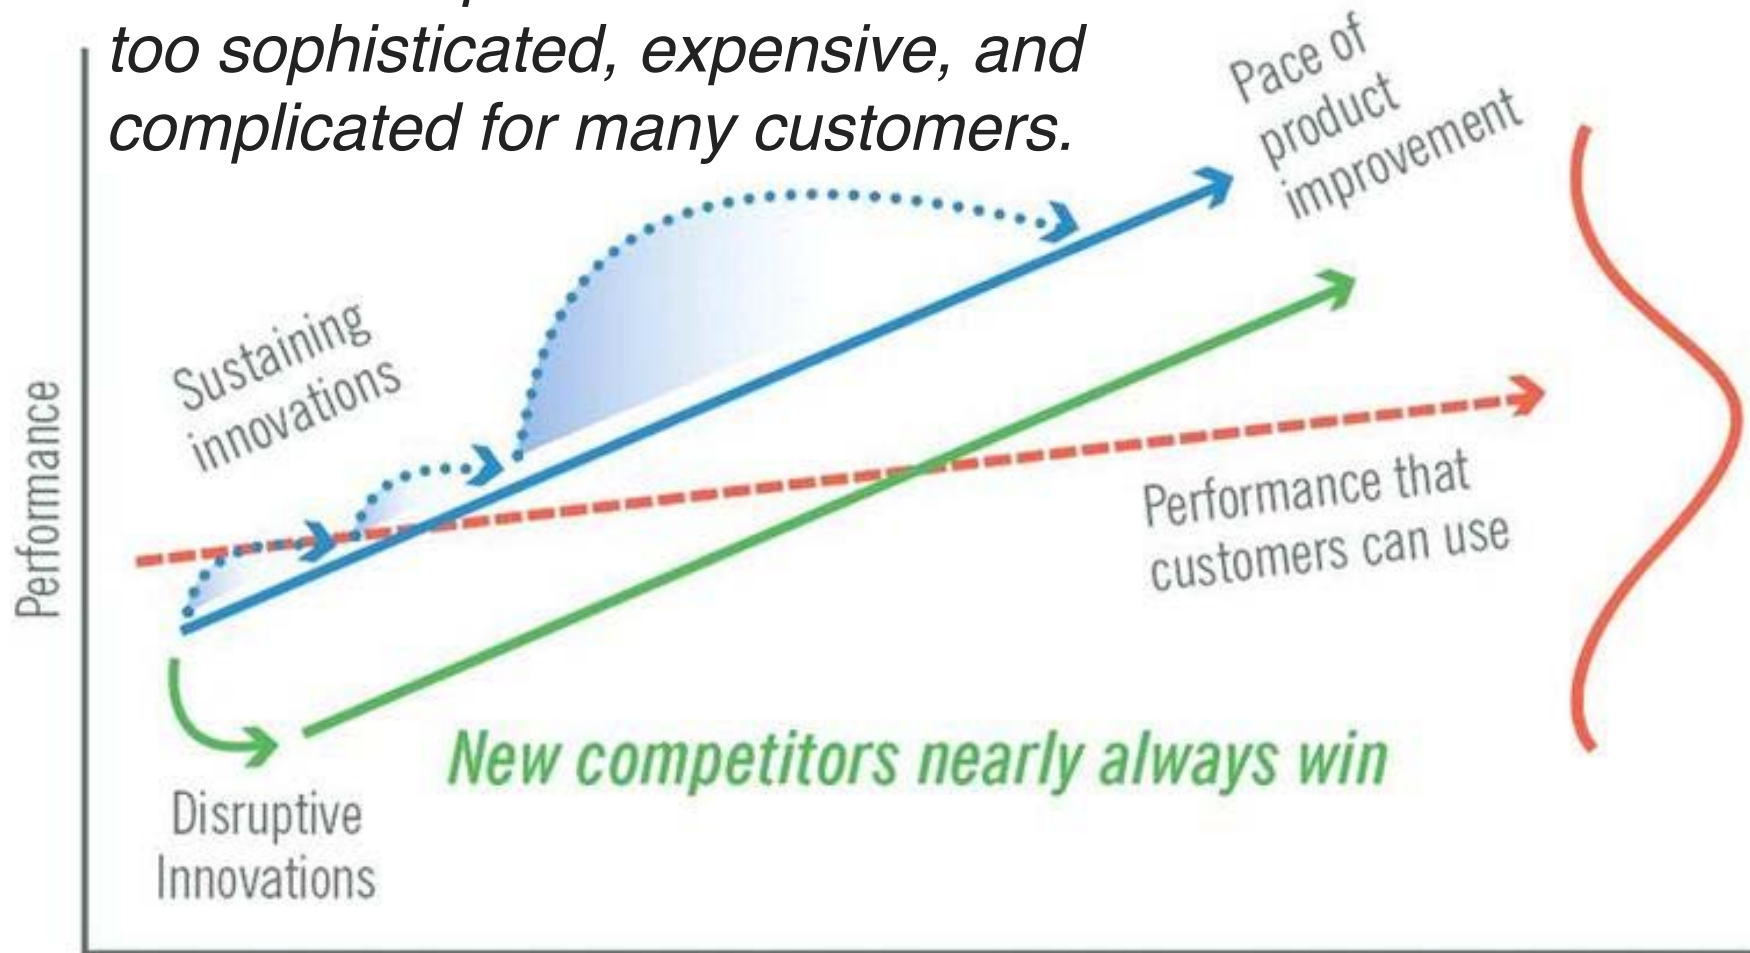 too sophisticated, expensive, and
complicated for many customers.
Pace of
product
improvement
Sustaining
innovations
Performance
Performance that
customers can use
New competitors nearly always win
Disruptive
Innovations